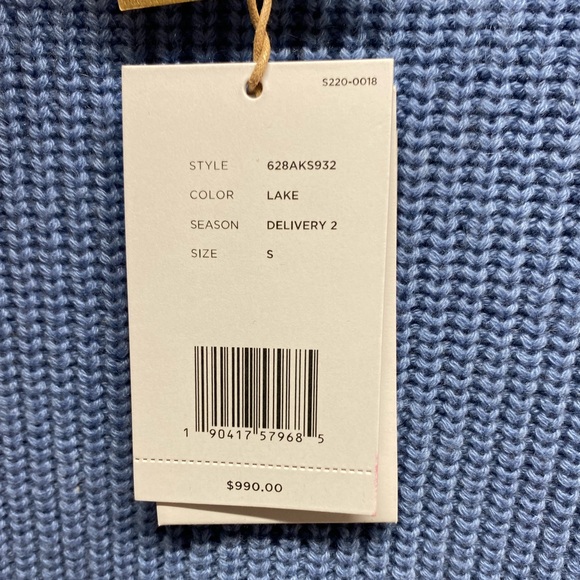 S220-0018
STYLE 628AKS932
COLOR LAKE
SEASON DELIVERY 2
SIZE S
1 90417 57968 5
$990.00